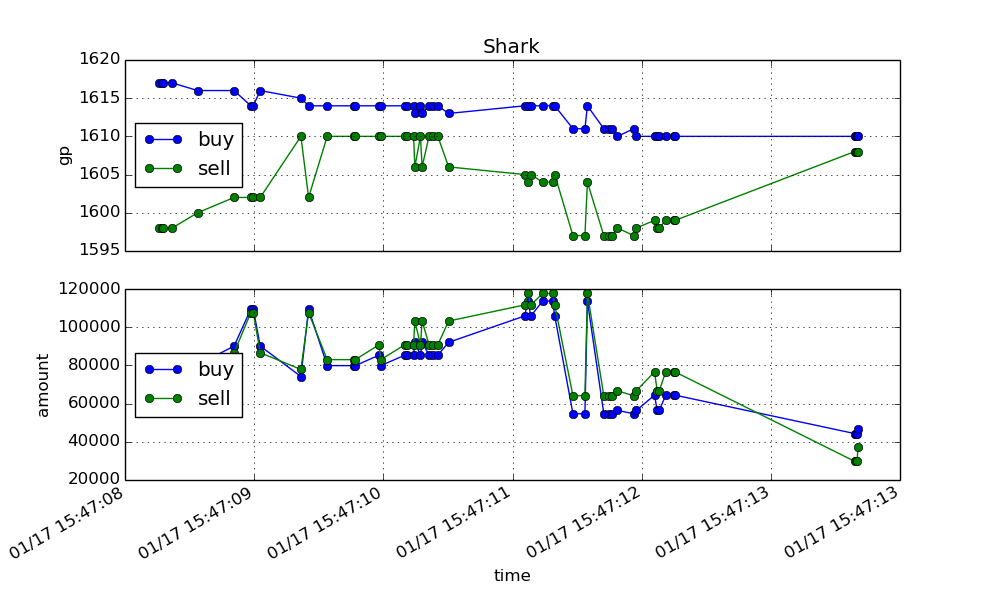 Shark
1620
1615
1610
1605
1600
1595
gp
buy
sell
120000
100000
80000
60000
40000
20000
amount
buy
sell
01/17 15:47:08
01/17 15:47:09
01/17 15:47:10
01/17 15:47:11
01/17 15:47:12
01/17 15:47:13
01/17 15:47:13
time